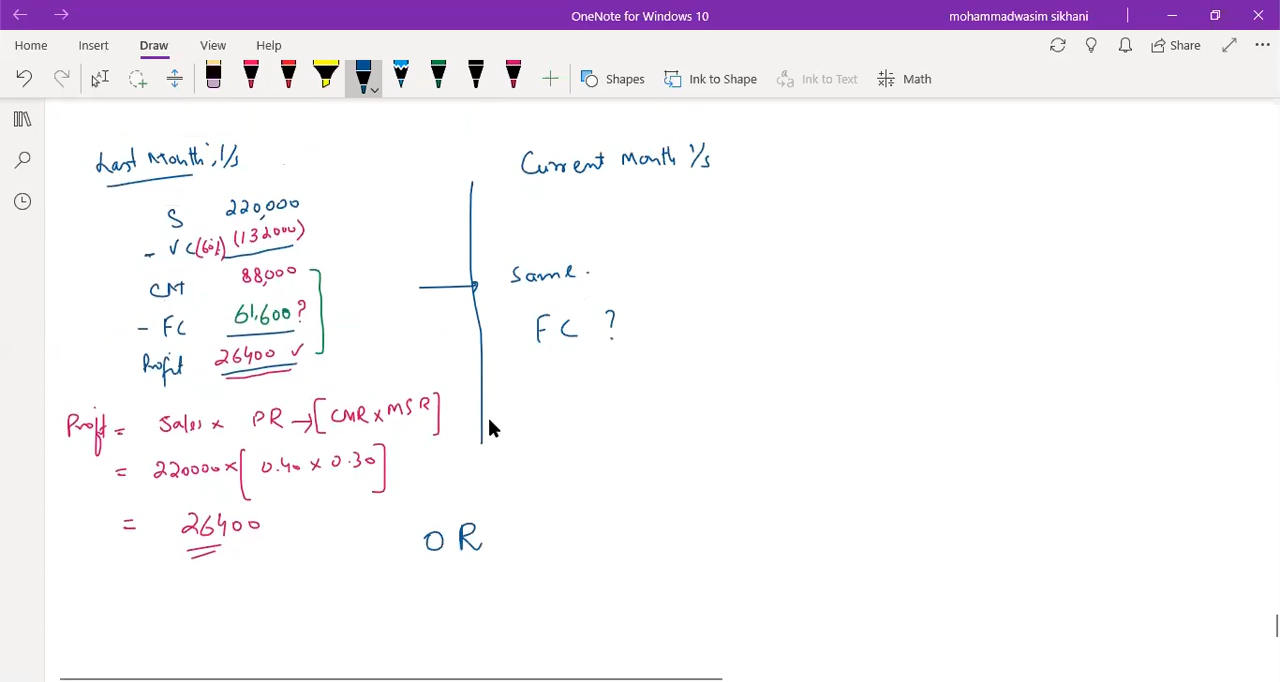 OneNote for Windows 10
mohammadwasim sikhani
Home Insert Draw View Help
Share
Shapes Ink to Shape Ink to Text Math
Last Month I/s
Current Month I/s
S 220,000
- VC (60%) (132000)
CM 88,000
- FC 61,600 ?
Profit 26400 ✓
Same.
FC ?
Profit = Sales x PR → [CMR x MSR]
= 220000 x [0.40 x 0.30]
= 26400
OR